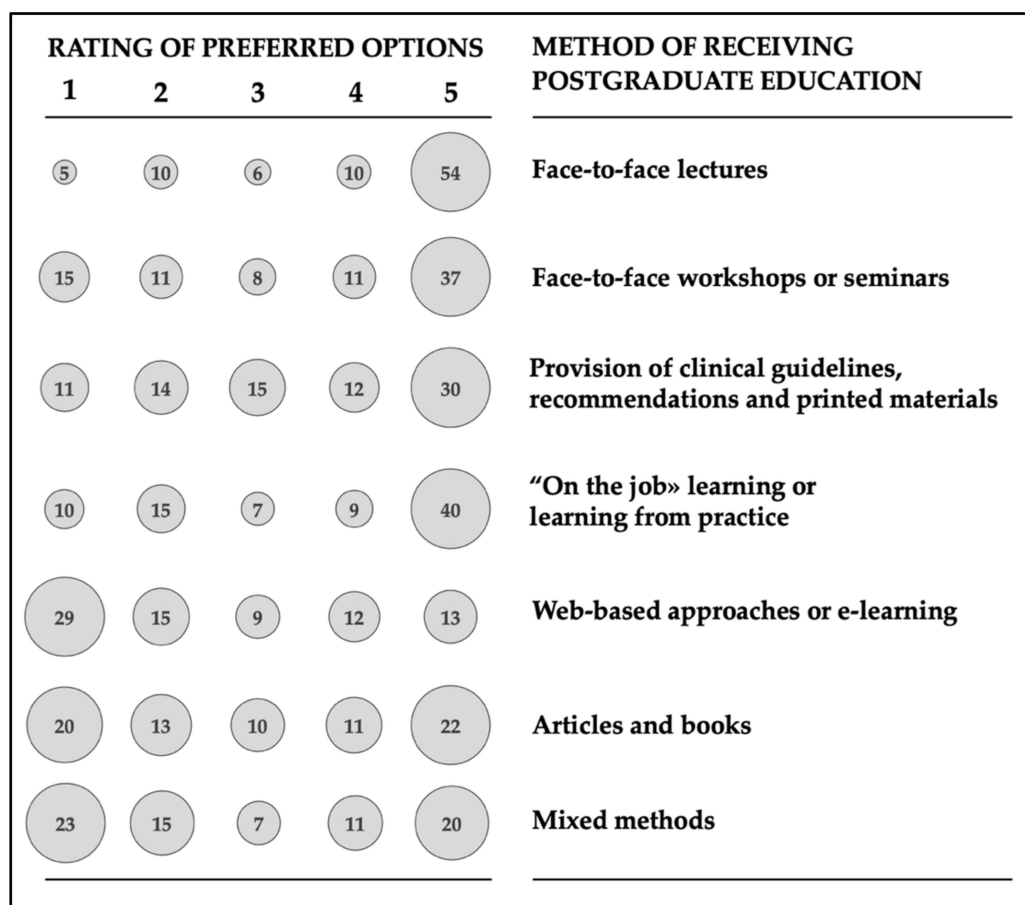 RATING OF PREFERRED OPTIONS
1 2 3 4 5
METHOD OF RECEIVING
POSTGRADUATE EDUCATION
5 10 6 10 54 Face-to-face lectures
15 11 8 11 37 Face-to-face workshops or seminars
11 14 15 12 30 Provision of clinical guidelines,
recommendations and printed materials
10 15 7 9 40 “On the job» learning or
learning from practice
29 15 9 12 13 Web-based approaches or e-learning
20 13 10 11 22 Articles and books
23 15 7 11 20 Mixed methods